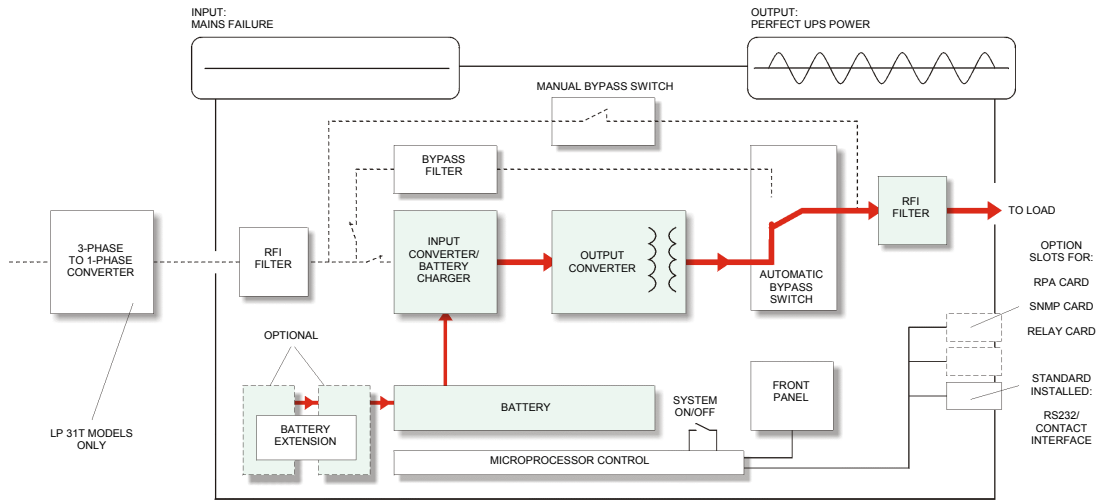 INPUT:
MAINS FAILURE
OUTPUT:
PERFECT UPS POWER
MANUAL BYPASS SWITCH
BYPASS
FILTER
3-PHASE
TO 1-PHASE
CONVERTER
RFI
FILTER
INPUT
CONVERTER/
BATTERY
CHARGER
OUTPUT
CONVERTER
AUTOMATIC
BYPASS
SWITCH
RFI
FILTER
TO LOAD
OPTION
SLOTS FOR:
RPA CARD
SNMP CARD
RELAY CARD
STANDARD
INSTALLED:
RS232/
CONTACT
INTERFACE
OPTIONAL
BATTERY
EXTENSION
BATTERY
SYSTEM
ON/OFF
FRONT
PANEL
MICROPROCESSOR CONTROL
LP 31T MODELS
ONLY